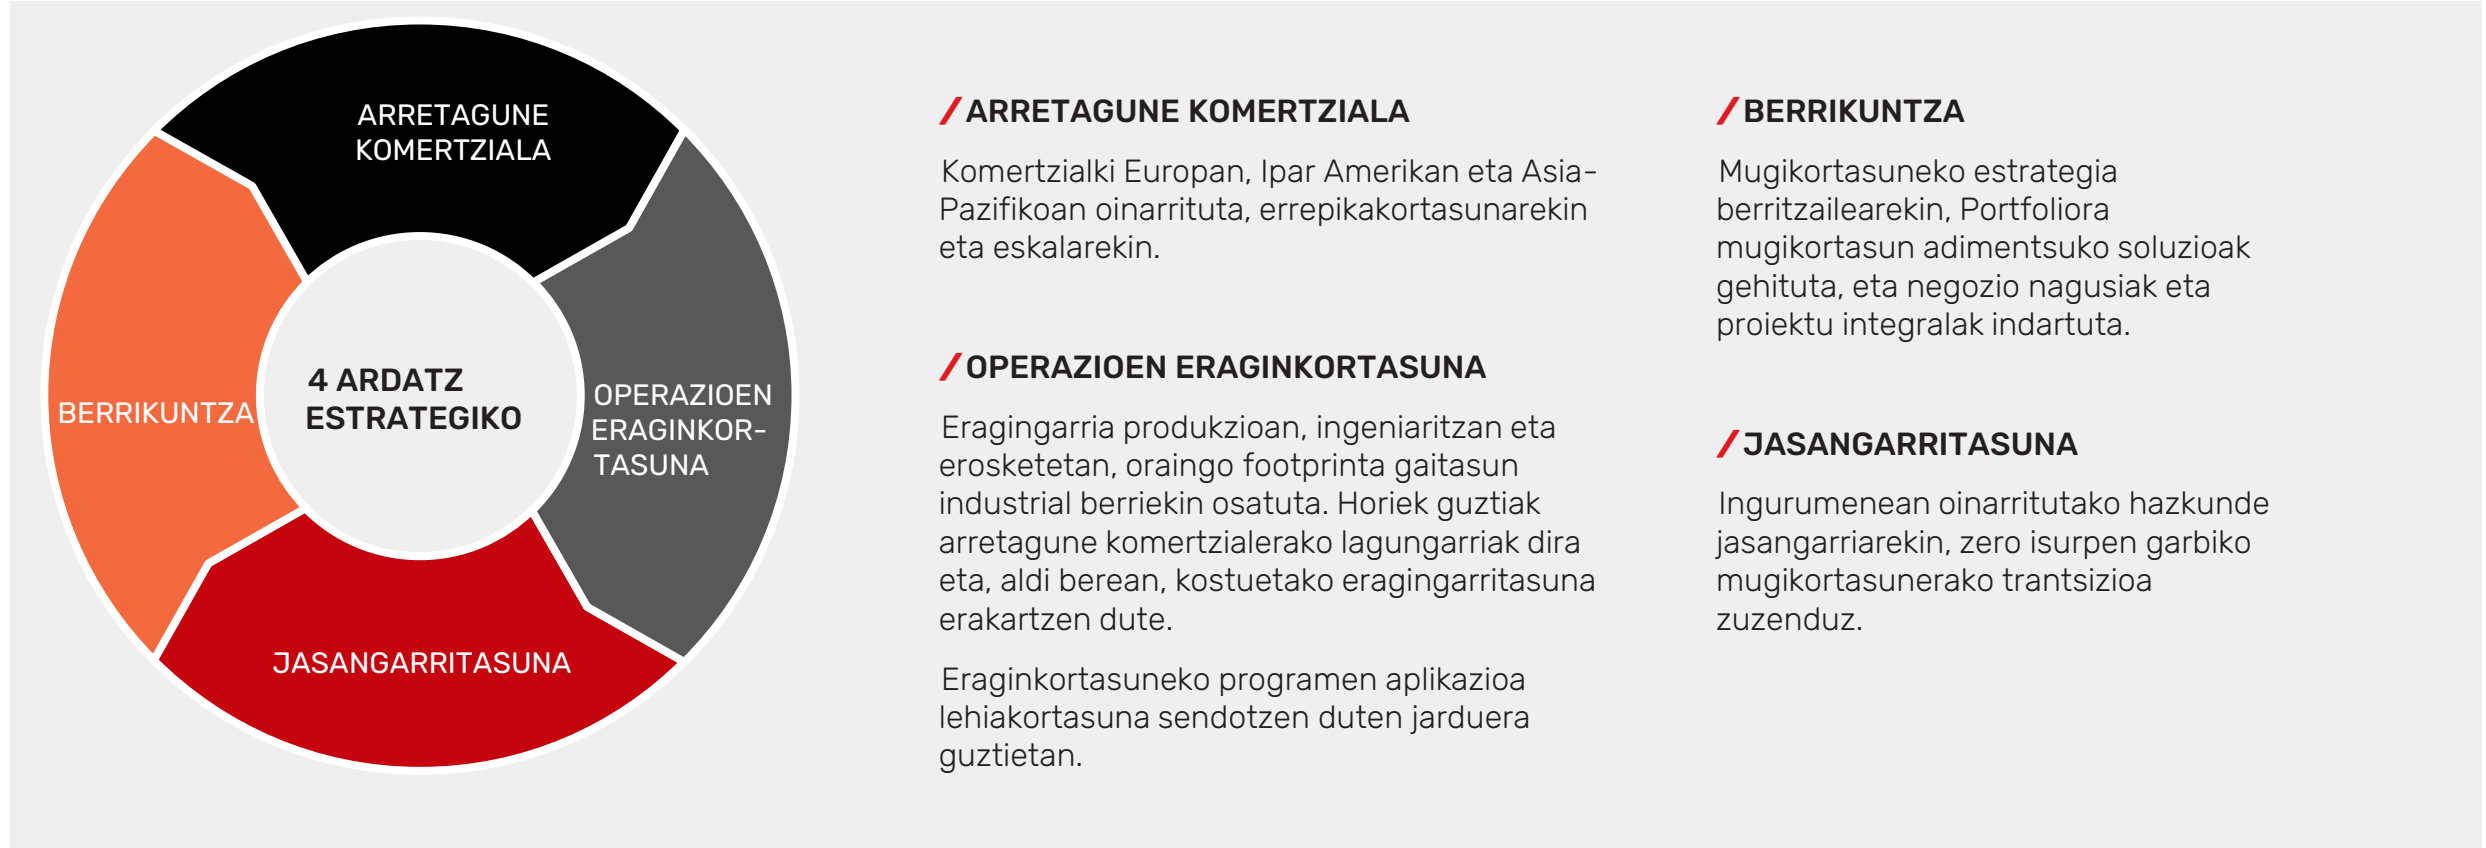 ARRETAGUNE
KOMERTZIALA
BERRIKUNTZA
4 ARDATZ
ESTRATEGIKO
OPERAZIOEN
ERAGINKOR-
TASUNA
JASANGARRITASUNA
/ARRETAGUNE KOMERTZIALA
Komertzialki Europan, Ipar Amerikan eta Asia-
Pazifikoan oinarrituta, errepikakortasunarekin
eta eskalarekin.
/OPERAZIOEN ERAGINKORTASUNA
Eragingarria produkzioan, ingeniaritzan eta
erosketetan, oraingo footprinta gaitasun
industrial berriekin osatuta. Horiek guztiak
arretagune komertzialerako lagungarriak dira
eta, aldi berean, kostuetako eragingarritasuna
erakartzen dute.
Eraginkortasuneko programen aplikazioa
lehiakortasuna sendotzen duten jarduera
guztietan.
/BERRIKUNTZA
Mugikortasuneko estrategia
berritzailearekin, Portfoliora
mugikortasun adimentsuko soluzioak
gehituta, eta negozio nagusiak eta
proiektu integralak indartuta.
/JASANGARRITASUNA
Ingurumenean oinarritutako hazkunde
jasangarriarekin, zero isurpen garbiko
mugikortasunerako trantsizioa
zuzenduz.